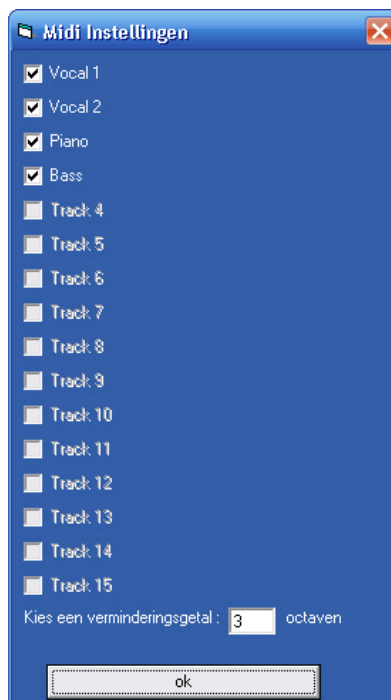 Midi Instellingen
Vocal 1
Vocal 2
Piano
Bass
Track 4
Track 5
Track 6
Track 7
Track 8
Track 9
Track 10
Track 11
Track 12
Track 13
Track 14
Track 15
Kies een verminderingsgetal : 3 octaven
ok